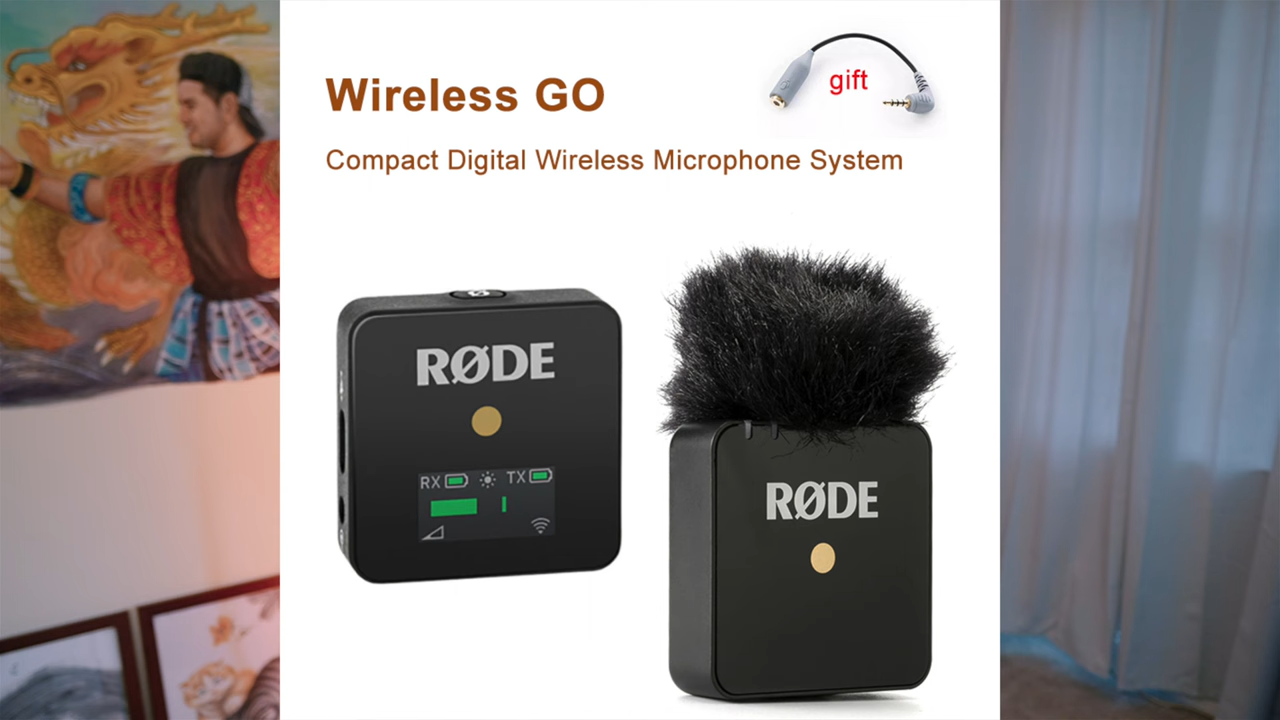 Wireless GO
gift
Compact Digital Wireless Microphone System
RØDE
RX TX
RØDE